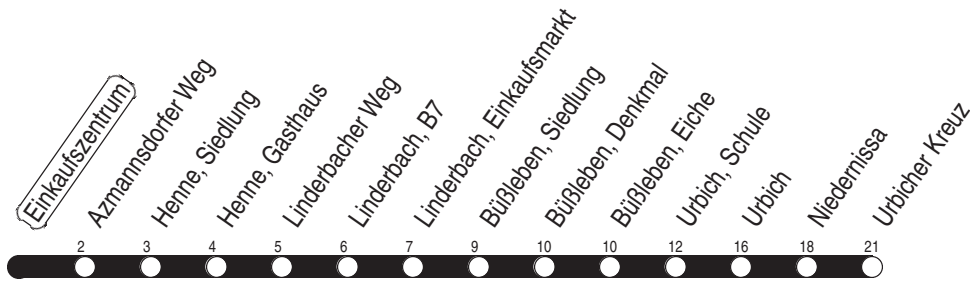 Einkaufszentrum
Azmannsdorfer Weg
Henne, Siedlung
Henne, Gasthaus
Linderbacher Weg
Linderbach, B7
Linderbach, Einkaufsmarkt
Büßleben, Siedlung
Büßleben, Denkmal
Büßleben, Eiche
Urbich, Schule
Urbich
Niedernissa
Urbicher Kreuz
2 3 4 5 6 7 9 10 10 12 16 18 21